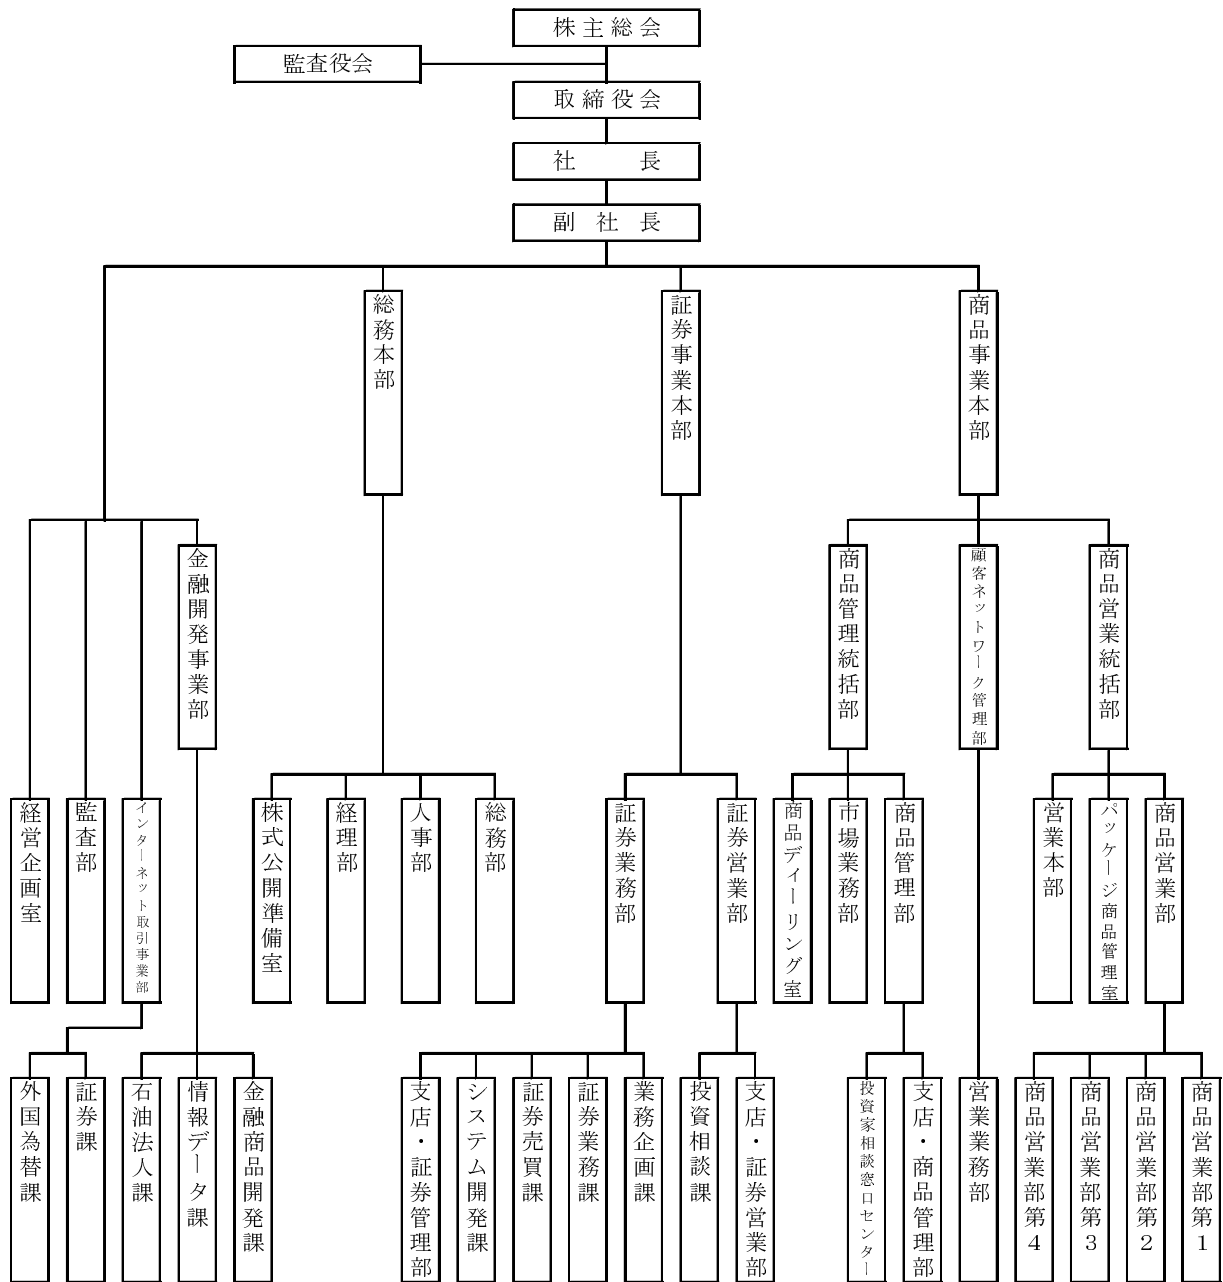 株主総会
監査役会
取締役会
社　　長
副社長
総務本部
証券事業本部
商品事業本部
金融開発事業部
商品管理統括部
顧客ネットワーク管理部
商品営業統括部
経営企画室
監査部
インターネット取引事業部
株式公開準備室
経理部
人事部
総務部
証券業務部
証券営業部
商品ディーリング室
市場業務部
商品管理部
営業本部
パッケージ商品管理室
商品営業部
外国為替課
証券課
石油法人課
情報データ課
金融商品開発課
支店・証券管理部
システム開発課
証券売買課
証券業務課
業務企画課
投資相談課
支店・証券営業部
投資家相談窓口センター
支店・商品管理部
営業業務部
商品営業部第４
商品営業部第３
商品営業部第２
商品営業部第１